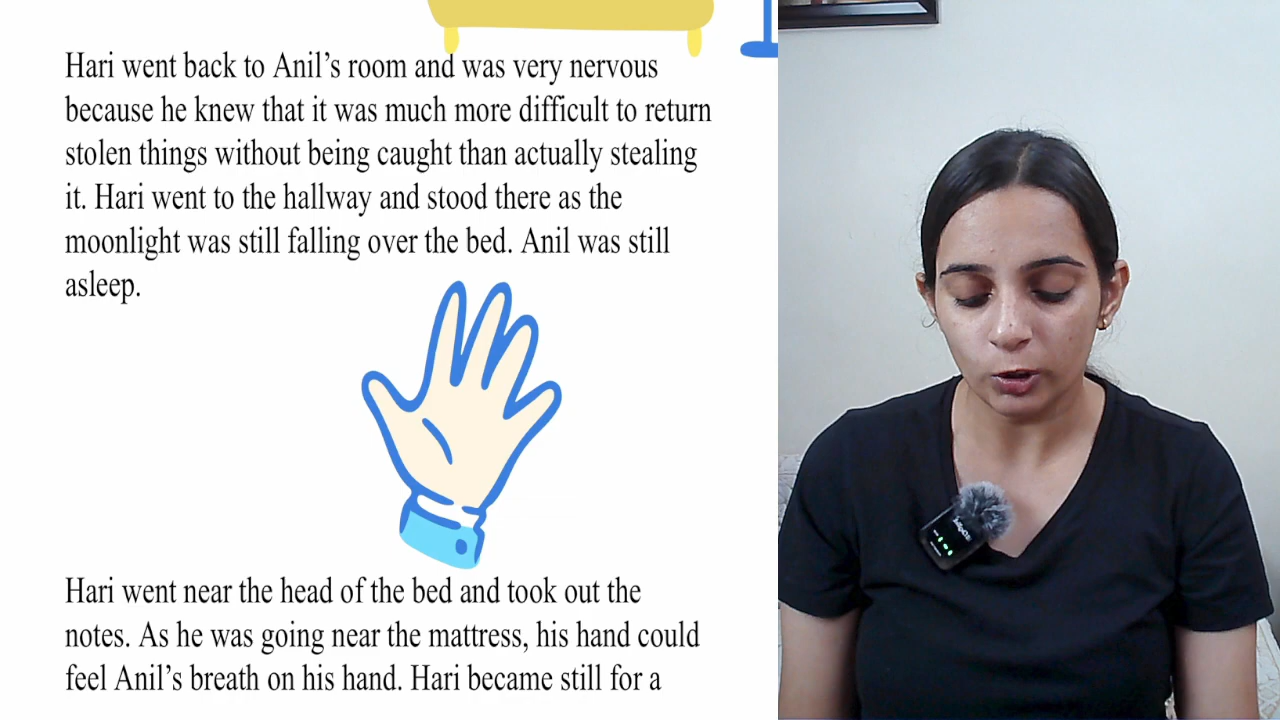 Hari went back to Anil’s room and was very nervous
because he knew that it was much more difficult to return
stolen things without being caught than actually stealing
it. Hari went to the hallway and stood there as the
moonlight was still falling over the bed. Anil was still
asleep.
Hari went near the head of the bed and took out the
notes. As he was going near the mattress, his hand could
feel Anil’s breath on his hand. Hari became still for a